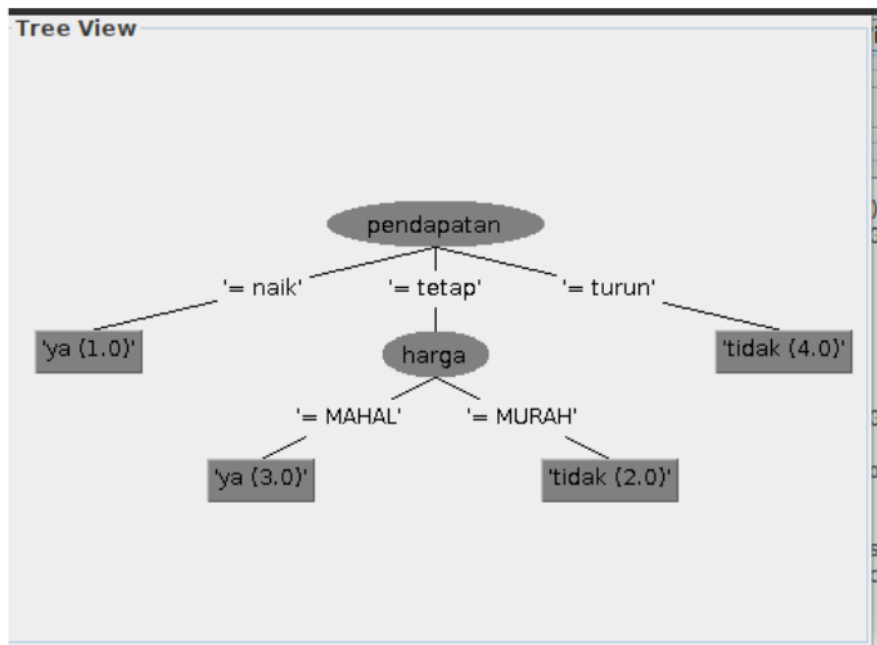 Tree View
pendapatan
'= naik' '= tetap' '= turun'
'ya (1.0)' harga 'tidak (4.0)'
'= MAHAL' '= MURAH'
'ya (3.0)' 'tidak (2.0)'